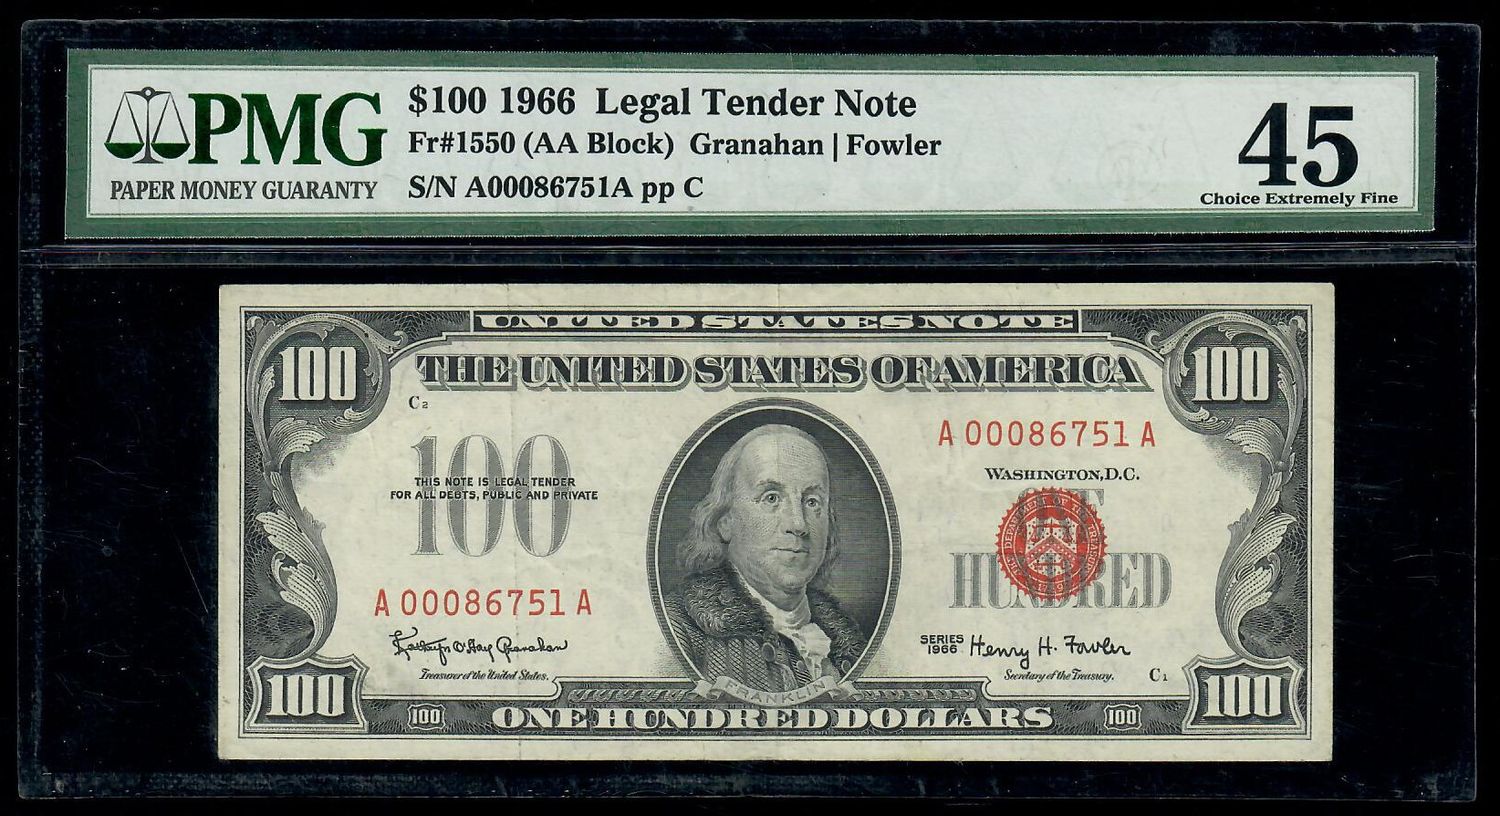 PMG
PAPER MONEY GUARANTY
$100 1966 Legal Tender Note
Fr#1550 (AA Block) Granahan | Fowler
S/N A00086751A pp C
45
Choice Extremely Fine
UNITED STATES NOTE
100
THE UNITED STATES OF AMERICA
100
C2
100
THIS NOTE IS LEGAL TENDER
FOR ALL DEBTS, PUBLIC AND PRIVATE
A 00086751 A
WASHINGTON, D.C.
ONE
HUNDRED
A 00086751 A
Kathryn O'Hay Granahan
Treasurer of the United States.
SERIES
1966
Henry H. Fowler
Secretary of the Treasury.
C1
FRANKLIN
100
100
ONE HUNDRED DOLLARS
100
100